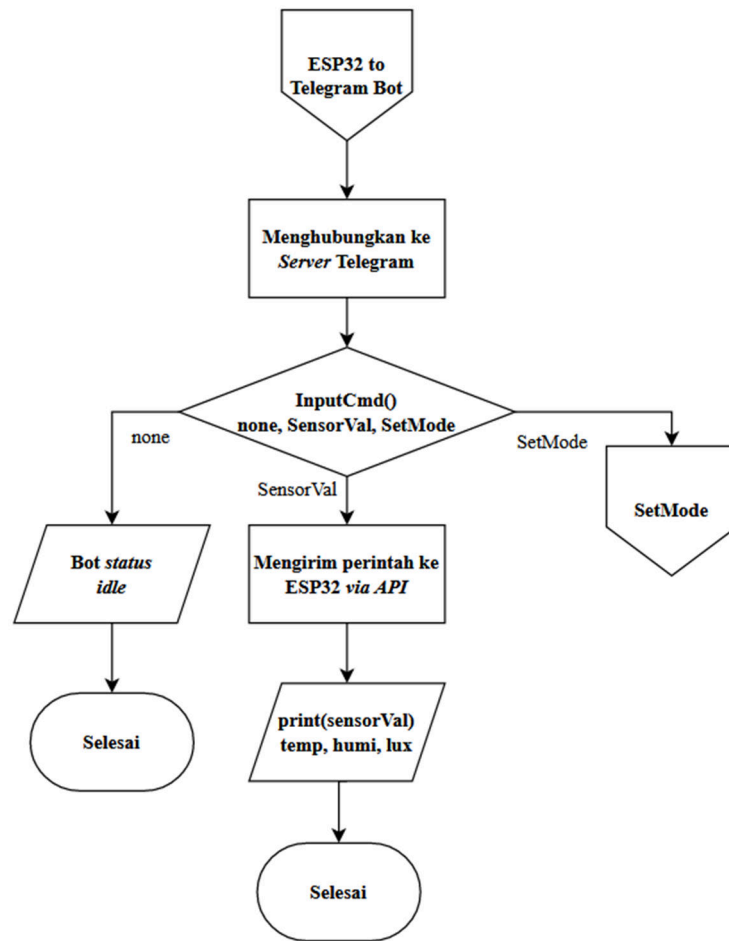 ESP32 to
Telegram Bot
Menghubungkan ke
Server Telegram
InputCmd()
none, SensorVal, SetMode
none
SensorVal
SetMode
Bot status
idle
Mengirim perintah ke
ESP32 via API
SetMode
Selesai
print(sensorVal)
temp, humi, lux
Selesai